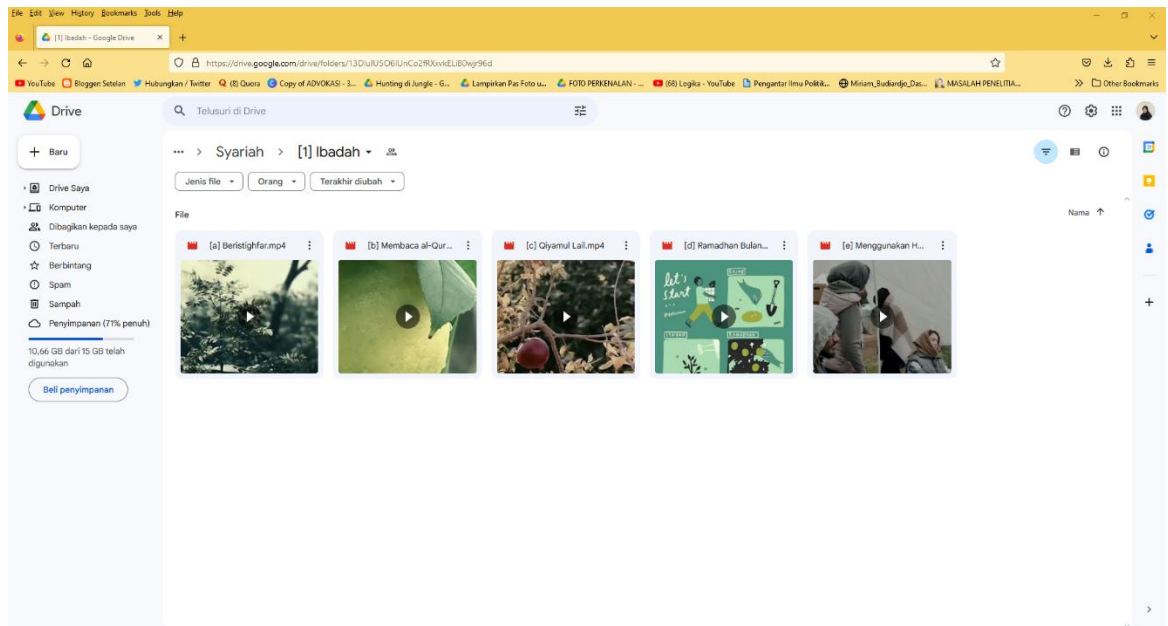 File Edit View History Bookmarks Tools Help
[1] Ibadah - Google Drive
https://drive.google.com/drive/folders/
YouTube Blogger: Setelan Hubungkan / Twitter (8) Quora Copy of ADVOKASI - 3... Hunting di Jungle - G... Lampirkan Pas Foto u... FOTO PERKENALAN - ... (68) Logika - YouTube Pengantar Ilmu Politik... Miriam_Budiardjo_Das... MASALAH PENELITIA... Other Bookmarks
Drive
Telusuri di Drive
Baru
Syariah > [1] Ibadah
Jenis file Orang Terakhir diubah
Drive Saya
Komputer
Dibagikan kepada saya
Terbaru
Berbintang
Spam
Sampah
Penyimpanan (71% penuh)
10,66 GB dari 15 GB telah
digunakan
Beli penyimpanan
File
Nama
[a] Beristighfar.mp4
[b] Membaca al-Qur...
[c] Qiyamul Lail.mp4
[d] Ramadhan Bulan...
[e] Menggunakan H...
let's
start